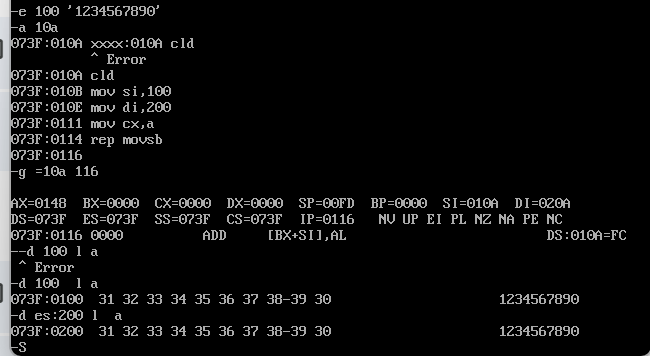 -e 100 '1234567890'
-a 10a
073F:010A xxxx:010A cld
^ Error
073F:010A cld
073F:010B mov si,100
073F:010E mov di,200
073F:0111 mov cx,a
073F:0114 rep movsb
073F:0116
-g =10a 116
AX=0148 BX=0000 CX=0000 DX=0000 SP=00FD BP=0000 SI=010A DI=020A
DS=073F ES=073F SS=073F CS=073F IP=0116 NV UP EI PL NZ NA PE NC
073F:0116 0000 ADD [BX+SI],AL DS:010A=FC
--d 100 l a
^ Error
-d 100 l a
073F:0100 31 32 33 34 35 36 37 38-39 30 1234567890
-d es:200 l a
073F:0200 31 32 33 34 35 36 37 38-39 30 1234567890
-S